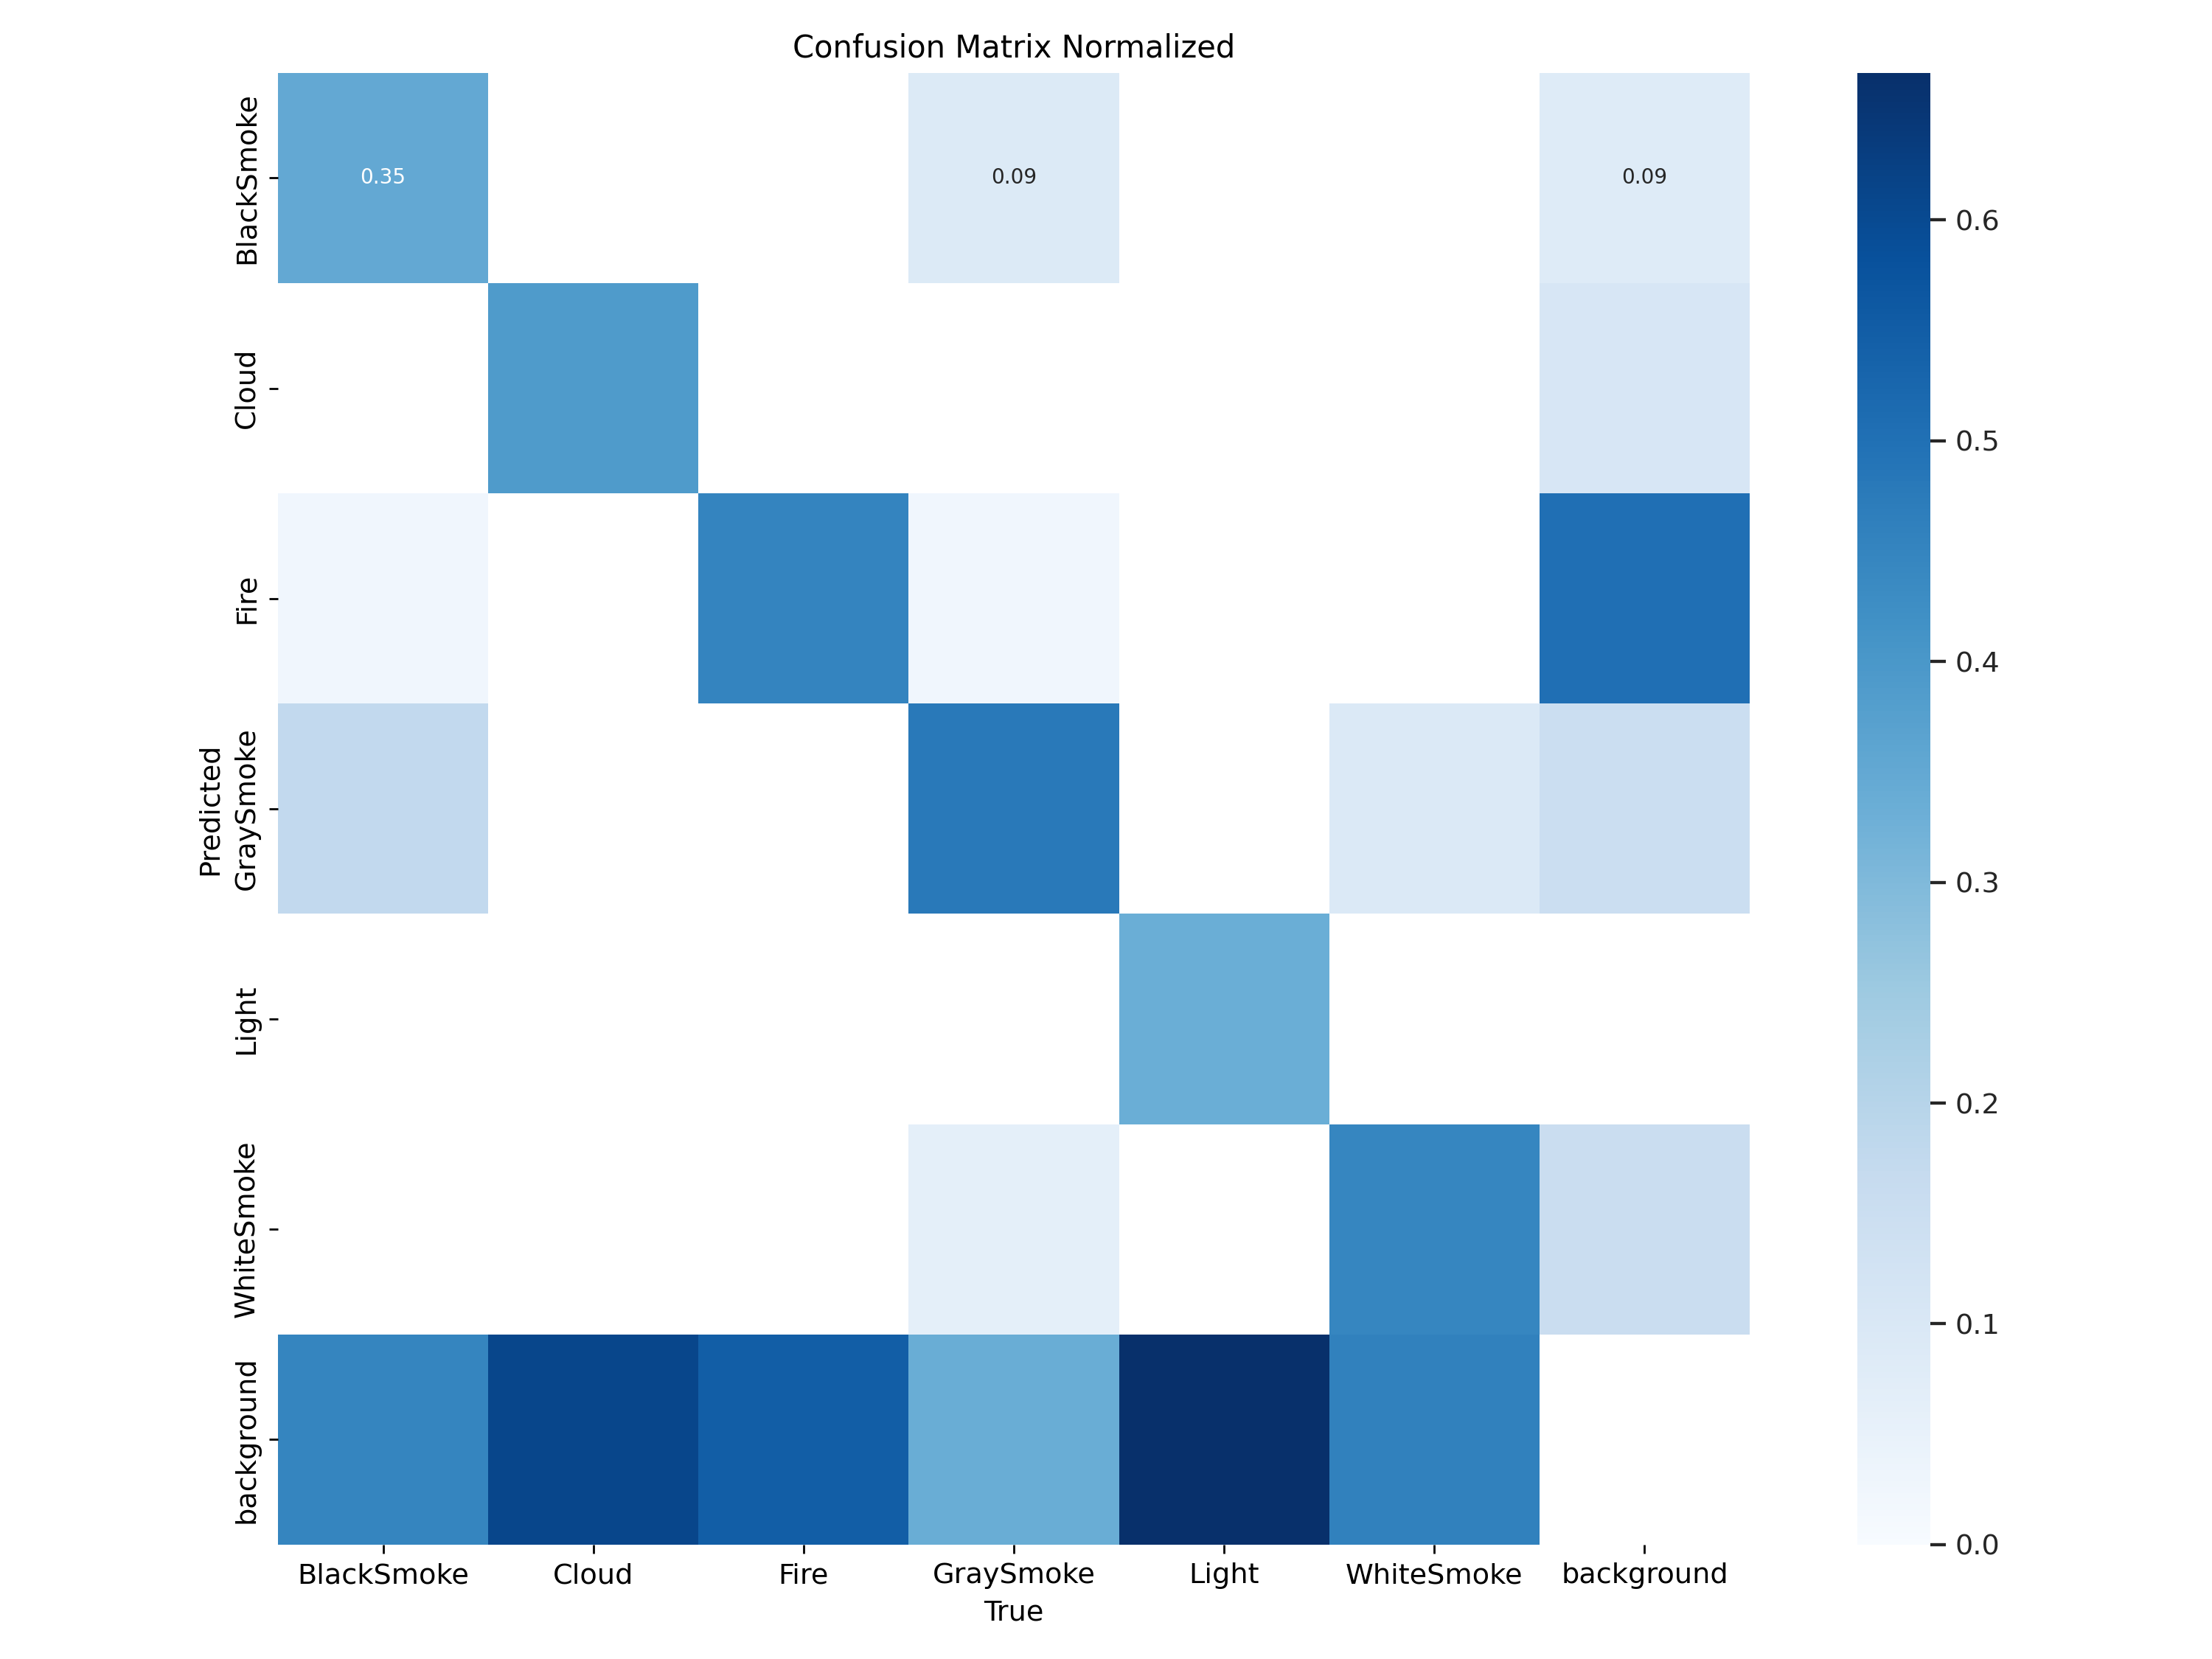 Confusion Matrix Normalized
BlackSmoke
Cloud
Fire
GraySmoke
Light
WhiteSmoke
background
Predicted
0.35
0.09
0.09
BlackSmoke
Cloud
Fire
GraySmoke
Light
WhiteSmoke
background
True
0.6
0.5
0.4
0.3
0.2
0.1
0.0